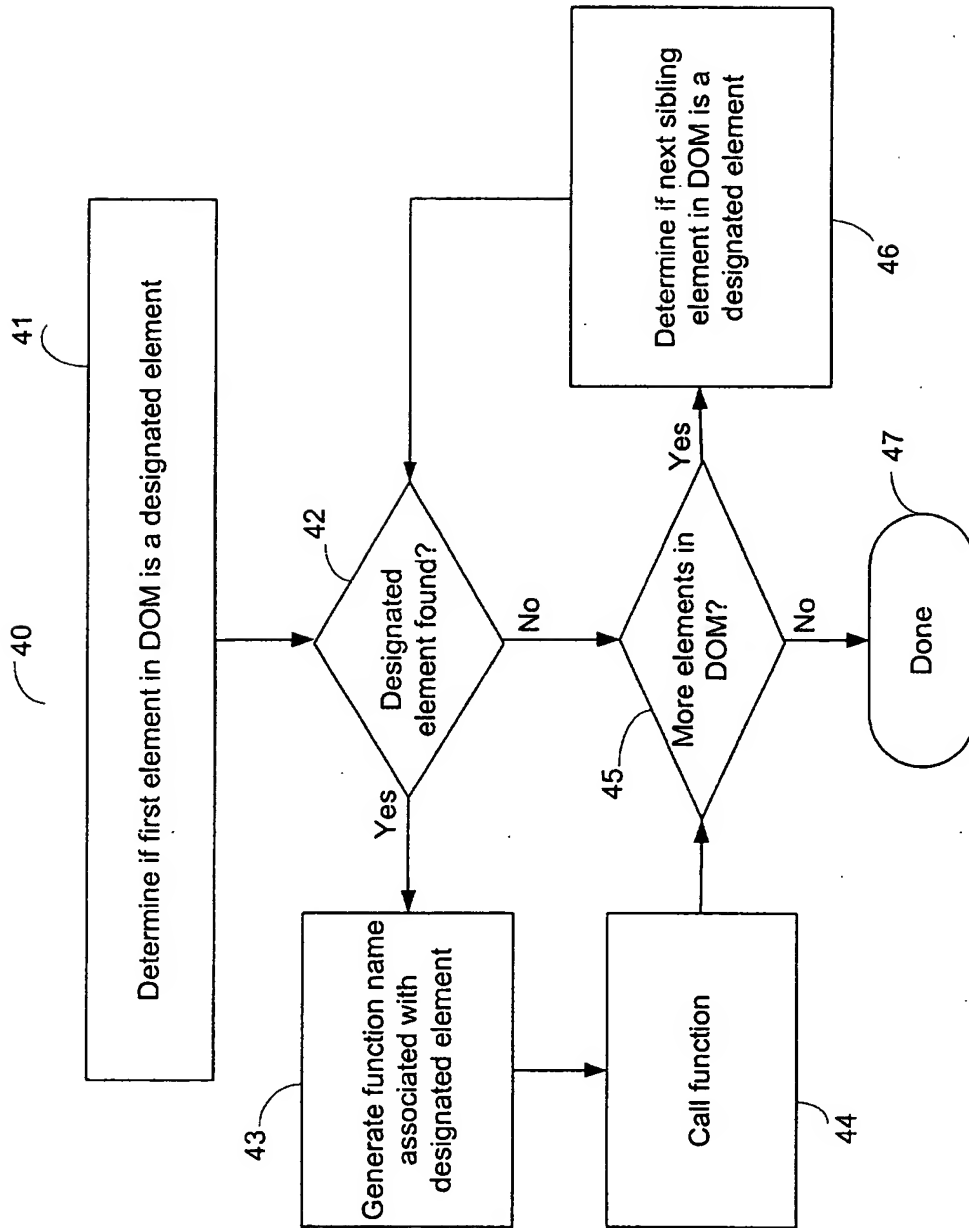 40
41
Determine if first element in DOM is a designated element
42
Designated
element found?
Yes
No
43
Generate function name
associated with
designated element
44
Call function
45
More elements in
DOM?
Yes
No
46
Determine if next sibling
element in DOM is a
designated element
47
Done